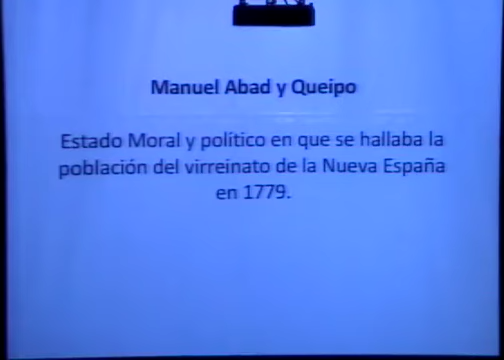 Manuel Abad y Queipo
Estado Moral y político en que se hallaba la
población del virreinato de la Nueva España
en 1779.